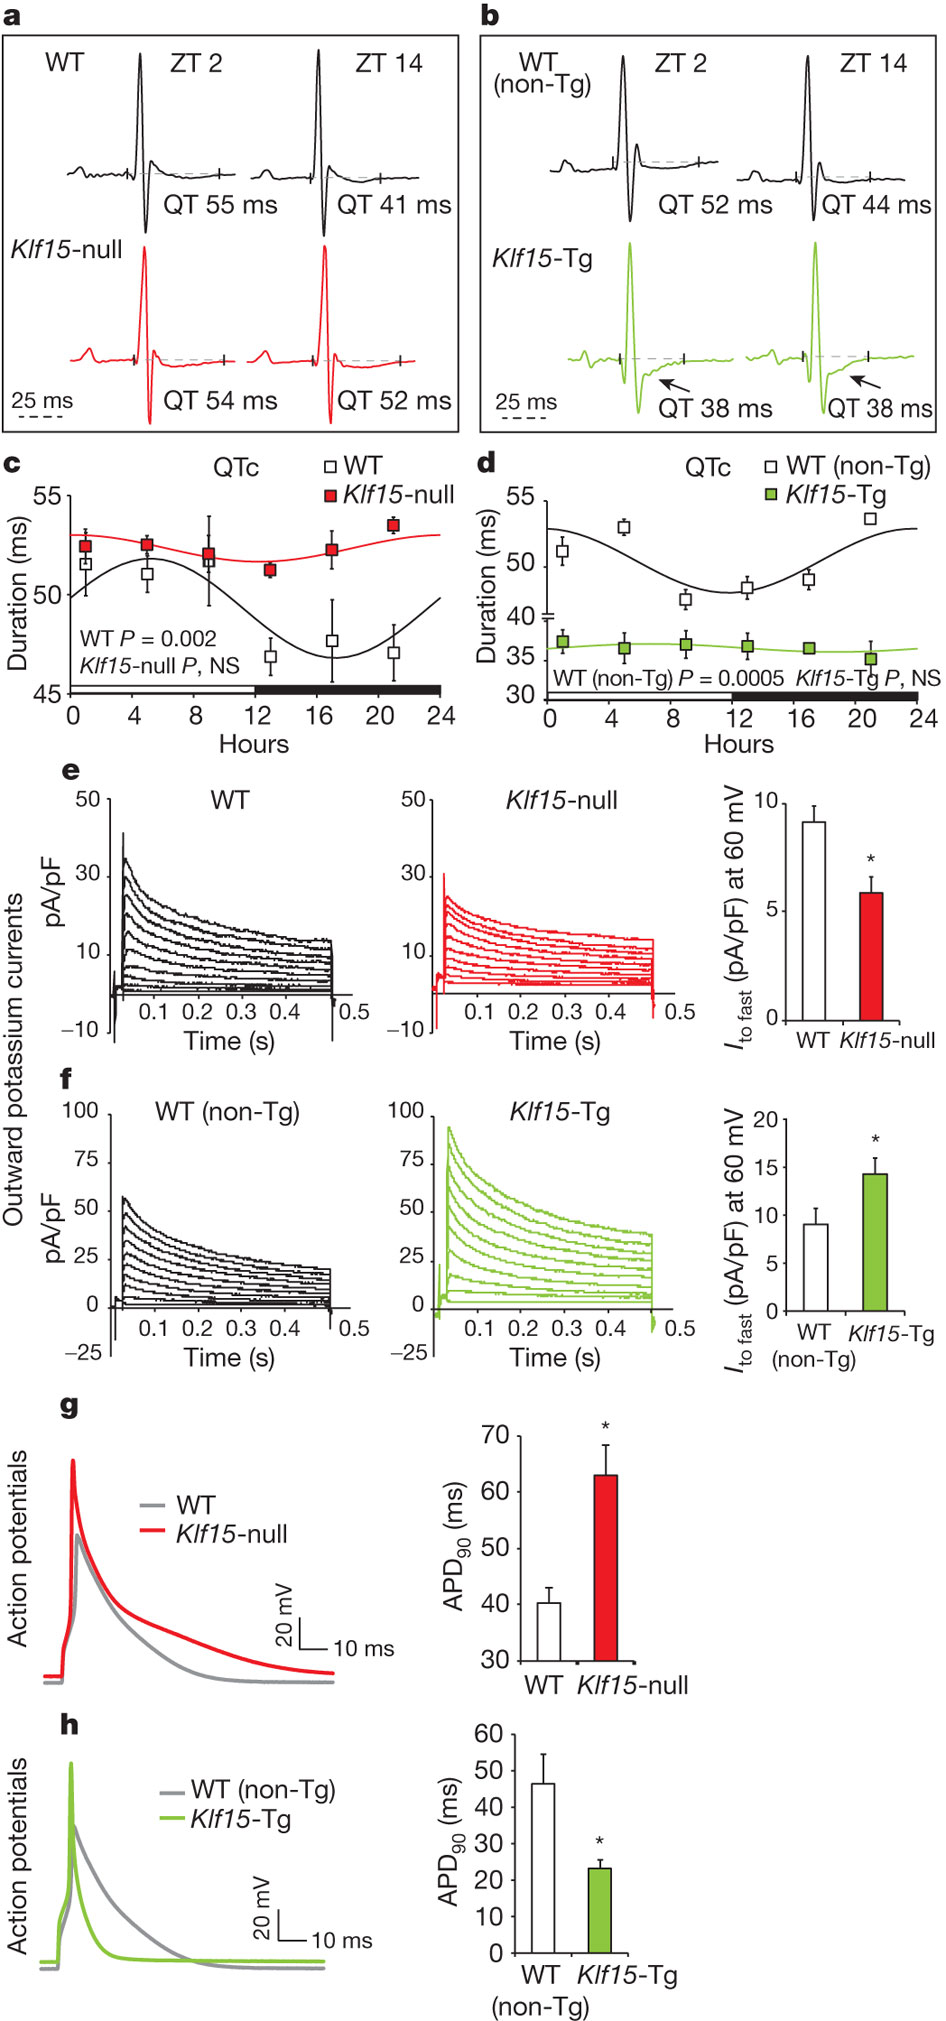 a
WT
ZT 2
ZT 14
QT 55 ms
QT 41 ms
Klf15-null
25 ms
QT 54 ms
QT 52 ms
b
WT
(non-Tg)
ZT 2
ZT 14
QT 52 ms
QT 44 ms
Klf15-Tg
25 ms
QT 38 ms
QT 38 ms
c
QTc
WT
Klf15-null
Duration (ms)
55
50
45
WT P = 0.002
Klf15-null P, NS
0 4 8 12 16 20 24
Hours
d
QTc
WT (non-Tg)
Klf15-Tg
Duration (ms)
55
50
40
35
30
WT (non-Tg) P = 0.0005 Klf15-Tg P, NS
0 4 8 12 16 20 24
Hours
Outward potassium currents
e
WT
pA/pF
50
30
10
−10
0.1 0.2 0.3 0.4 0.5
Time (s)
Klf15-null
50
30
10
−10
0.1 0.2 0.3 0.4 0.5
Time (s)
Ito fast (pA/pF) at 60 mV
10
5
0
*
WT Klf15-null
f
WT (non-Tg)
pA/pF
100
75
50
25
0
−25
0.1 0.2 0.3 0.4 0.5
Time (s)
Klf15-Tg
100
75
50
25
0
−25
0.1 0.2 0.3 0.4 0.5
Time (s)
Ito fast (pA/pF) at 60 mV
20
15
10
5
0
*
WT Klf15-Tg
(non-Tg)
g
Action potentials
WT
Klf15-null
20 mV
10 ms
APD90 (ms)
70
60
50
40
30
*
WT Klf15-null
h
Action potentials
WT (non-Tg)
Klf15-Tg
20 mV
10 ms
APD90 (ms)
60
50
40
30
20
10
0
*
WT Klf15-Tg
(non-Tg)